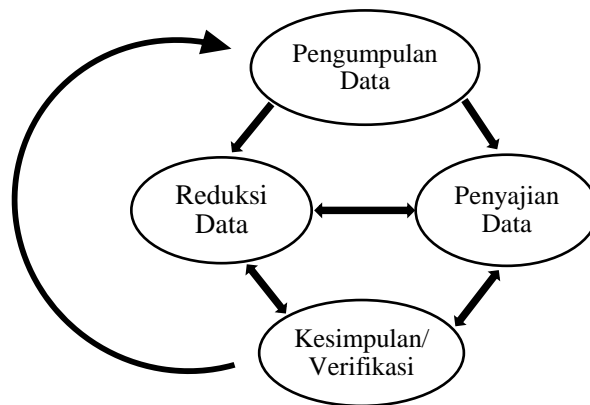 Pengumpulan
Data
Reduksi
Data
Penyajian
Data
Kesimpulan/
Verifikasi